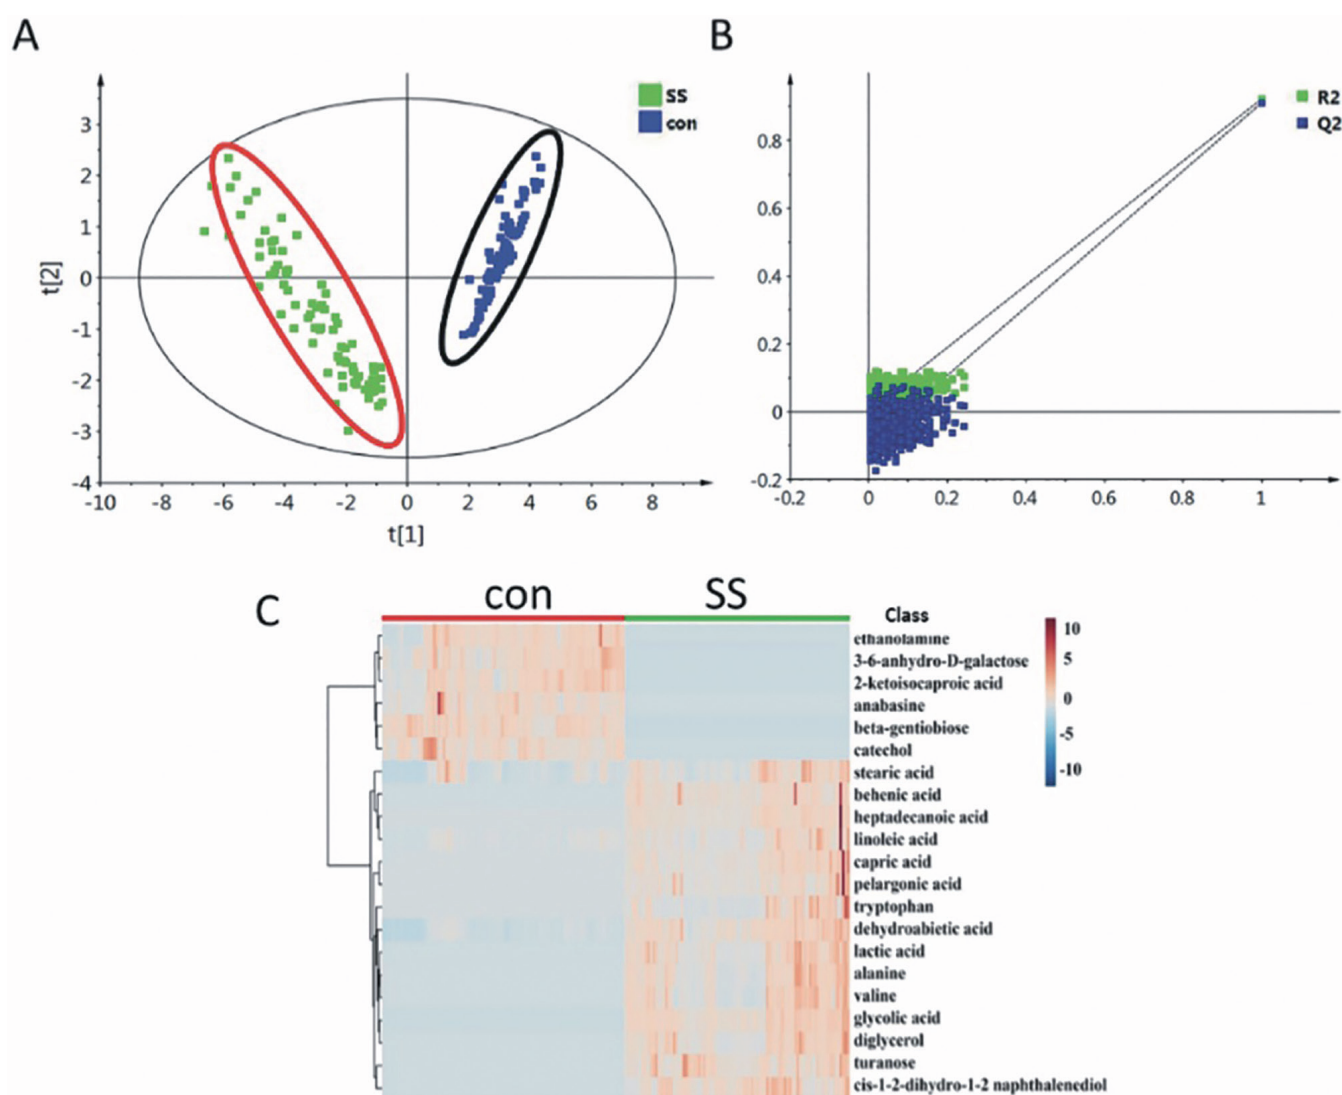 A
B
SS
con
R2
Q2
3
2
1
0
-1
-2
-3
-4
t[2]
-10
-8
-6
-4
-2
0
2
4
6
8
t[1]
0.8
0.6
0.4
0.2
0
-0.2
-0.2
0
0.2
0.4
0.6
0.8
1
C
con
SS
Class
ethanolamine
3-6-anhydro-D-galactose
2-ketoisocaproic acid
anabasine
beta-gentiobiose
catechol
stearic acid
behenic acid
heptadecanoic acid
linoleic acid
capric acid
pelargonic acid
tryptophan
dehydroabietic acid
lactic acid
alanine
valine
glycolic acid
diglycerol
turanose
cis-1-2-dihydro-1-2 naphthalenediol
10
5
0
-5
-10